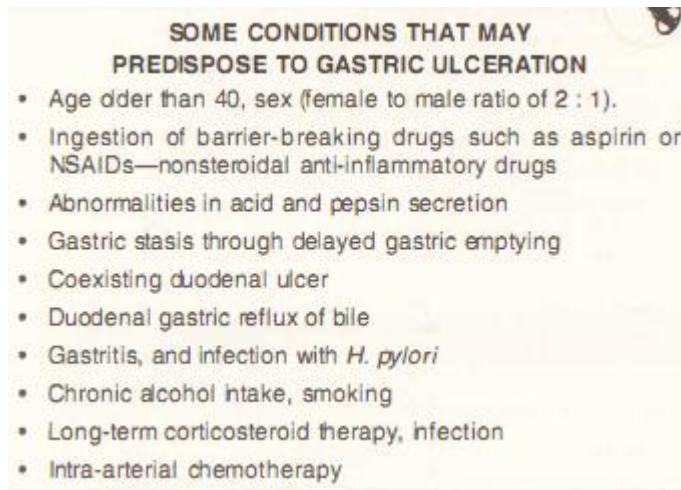 SOME CONDITIONS THAT MAY
PREDISPOSE TO GASTRIC ULCERATION
• Age older than 40, sex (female to male ratio of 2 : 1).
• Ingestion of barrier-breaking drugs such as aspirin or
NSAIDs—nonsteroidal anti-inflammatory drugs
• Abnormalities in acid and pepsin secretion
• Gastric stasis through delayed gastric emptying
• Coexisting duodenal ulcer
• Duodenal gastric reflux of bile
• Gastritis, and infection with H. pylori
• Chronic alcohol intake, smoking
• Long-term corticosteroid therapy, infection
• Intra-arterial chemotherapy